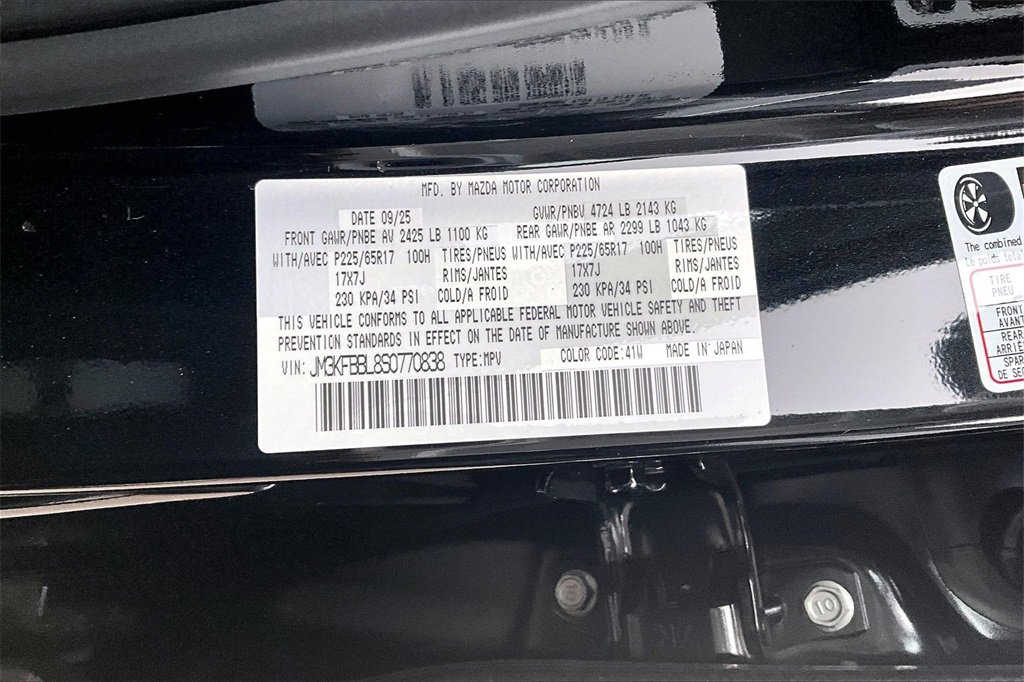 MFD. BY MAZDA MOTOR CORPORATION
DATE 09/25 GVWR/PNBV 4724 LB 2143 KG
FRONT GAWR/PNBE AV 2425 LB 1100 KG REAR GAWR/PNBE AR 2299 LB 1043 KG
WITH/AVEC P225/65R17 100H TIRES/PNEUS WITH/AVEC P225/65R17 100H TIRES/PNEUS
17X7J RIMS/JANTES 17X7J RIMS/JANTES
230 KPA/34 PSI COLD/A FROID 230 KPA/34 PSI COLD/A FROID
THIS VEHICLE CONFORMS TO ALL APPLICABLE FEDERAL MOTOR VEHICLE SAFETY AND THEFT
PREVENTION STANDARDS IN EFFECT ON THE DATE OF MANUFACTURE SHOWN ABOVE.
VIN: JM3KFBBL8S0770838 TYPE:MPV COLOR CODE:41W MADE IN JAPAN
The combined
Le poids total
TIRE
PNEU
FRONT
AVANT
REAR
ARRIÈR
SPARE
DE SEC
10